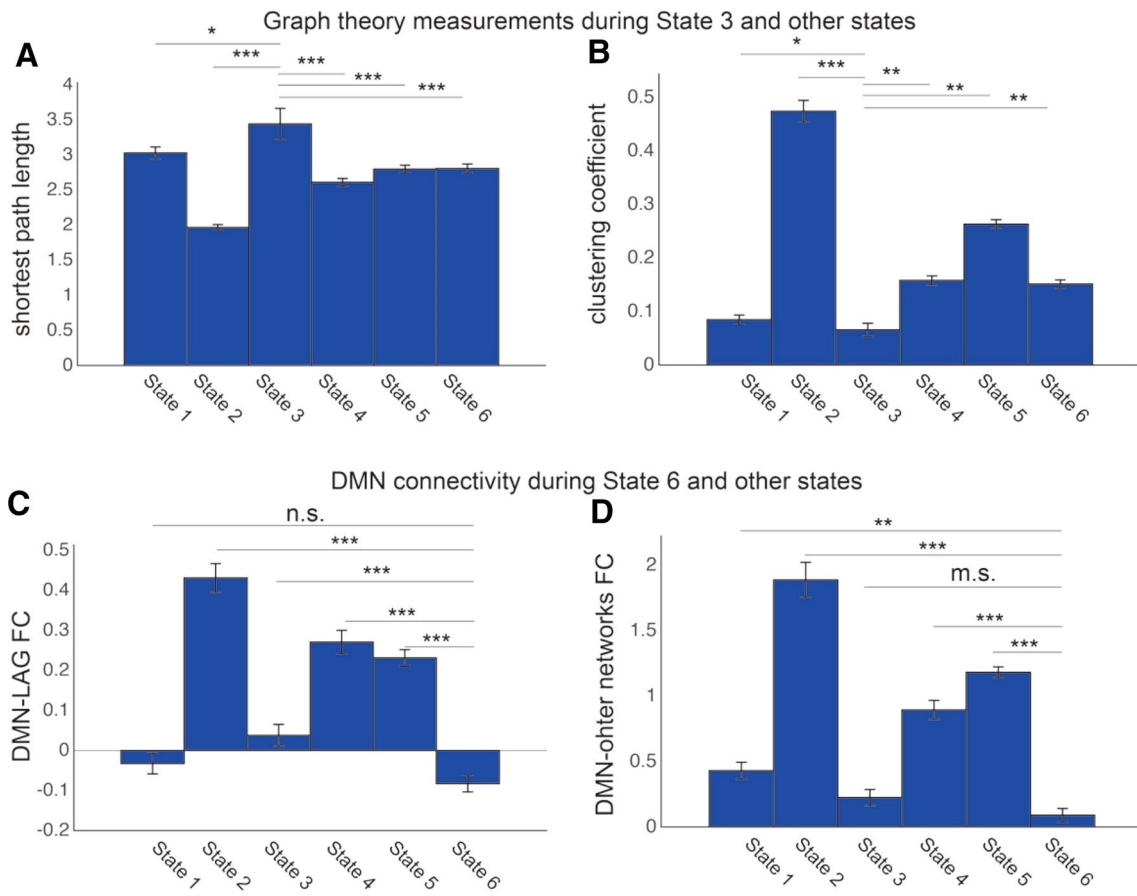 Graph theory measurements during State 3 and other states
A
*
***
***
***
***
4
3.5
3
2.5
2
1.5
1
0.5
0
shortest path length
State 1
State 2
State 3
State 4
State 5
State 6
B
*
***
**
**
**
0.5
0.4
0.3
0.2
0.1
0
clustering coefficient
State 1
State 2
State 3
State 4
State 5
State 6
DMN connectivity during State 6 and other states
C
n.s.
***
***
***
***
0.5
0.4
0.3
0.2
0.1
0
-0.1
-0.2
DMN-LAG FC
State 1
State 2
State 3
State 4
State 5
State 6
D
**
***
m.s.
***
***
2
1.5
1
0.5
0
DMN-ohter networks FC
State 1
State 2
State 3
State 4
State 5
State 6